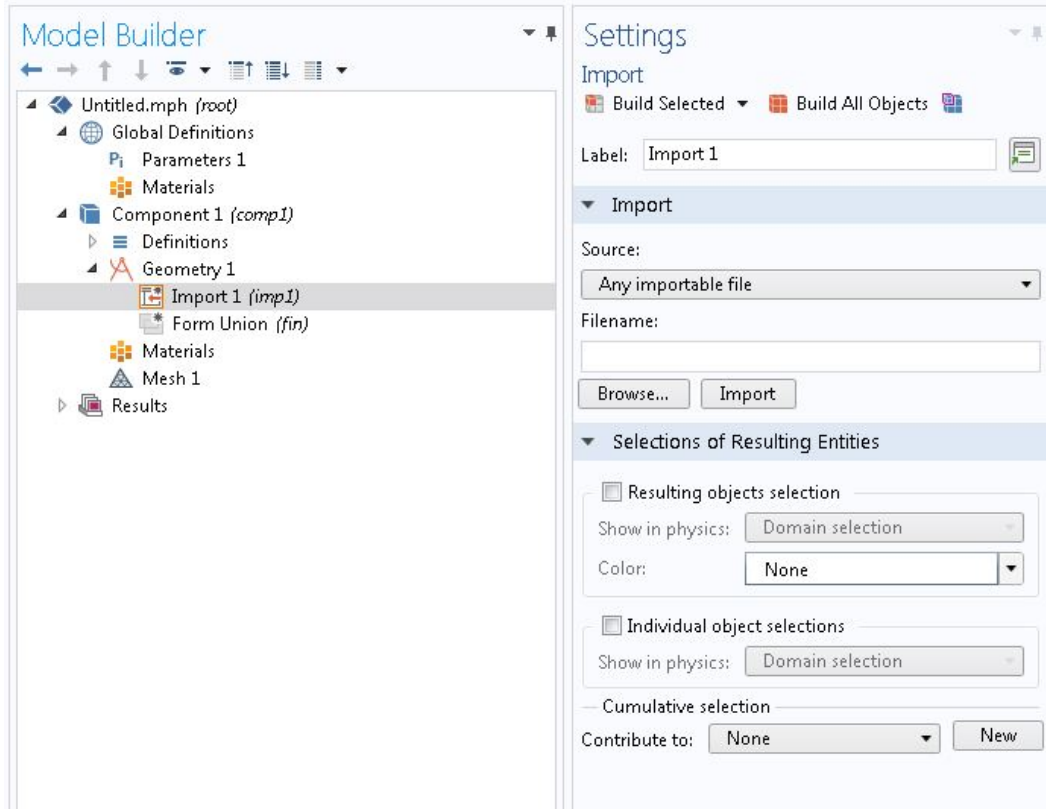 Model Builder
Untitled.mph (root)
Global Definitions
Pi Parameters 1
Materials
Component 1 (comp1)
Definitions
Geometry 1
Import 1 (imp1)
Form Union (fin)
Materials
Mesh 1
Results
Settings
Import
Build Selected Build All Objects
Label: Import 1
Import
Source:
Any importable file
Filename:
Browse... Import
Selections of Resulting Entities
Resulting objects selection
Show in physics: Domain selection
Color: None
Individual object selections
Show in physics: Domain selection
Cumulative selection
Contribute to: None New